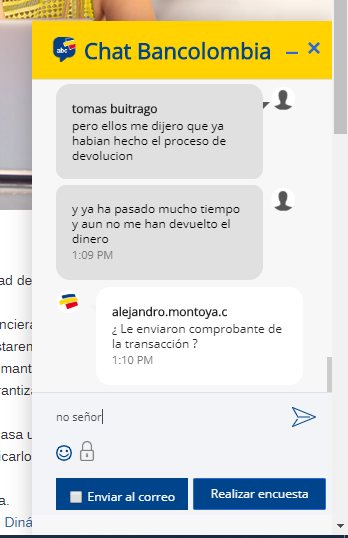 abc
Chat Bancolombia
tomas buitrago
pero ellos me dijero que ya
habian hecho el proceso de
devolucion
y ya ha pasado mucho tiempo
y aun no me han devuelto el
dinero
1:09 PM
ad de
alejandro.montoya.c
nciera
¿ Le enviaron comprobante de
starem
la transacción ?
mant
1:10 PM
rantiza
no señor
asa u
icarlo
Enviar al correo
Realizar encuesta
a.
Diná